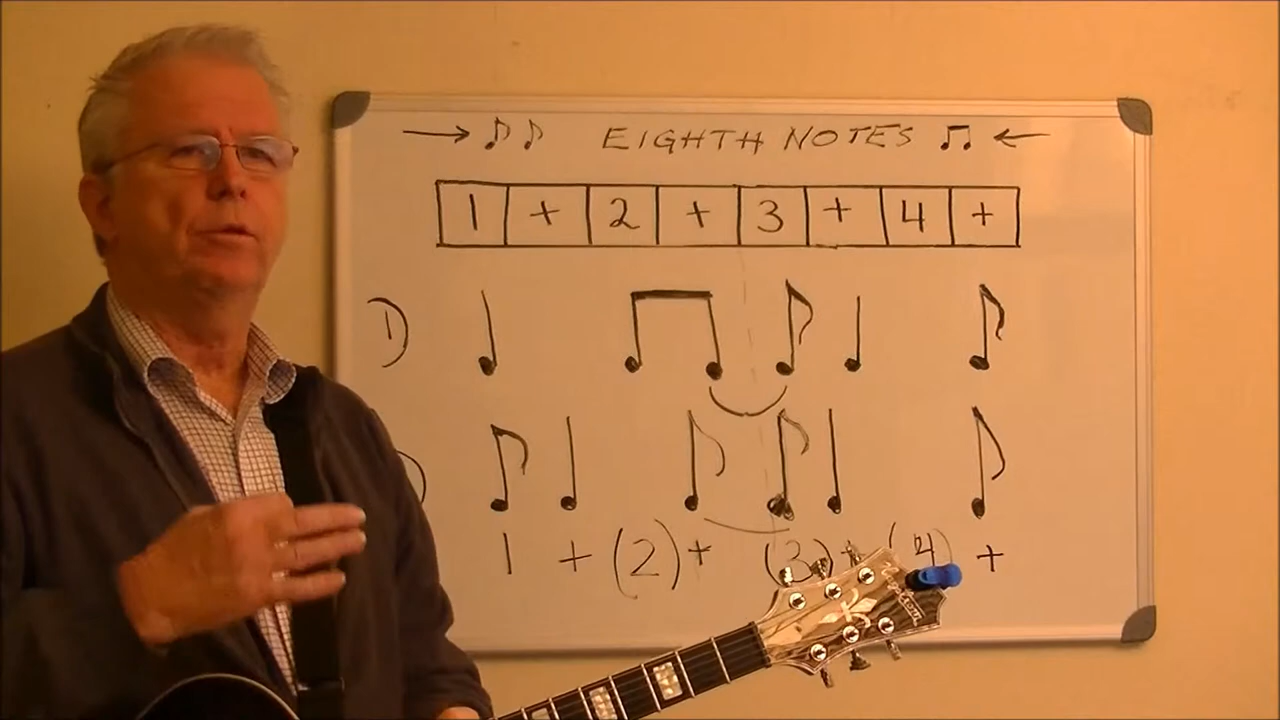 EIGHTH NOTES
1 + 2 + 3 + 4 +
1)
1 + (2) + (3) + (4) +